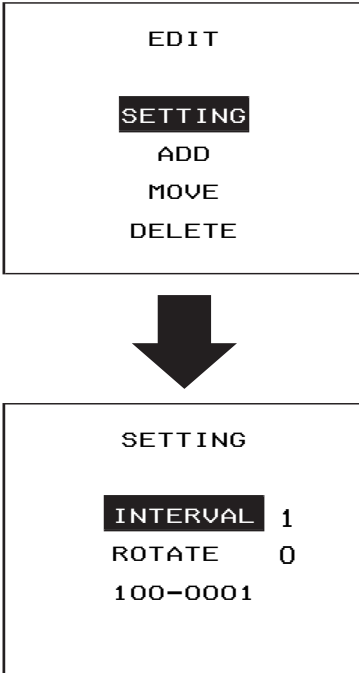 EDIT
SETTING
ADD
MOVE
DELETE
SETTING
INTERVAL 1
ROTATE 0
100-0001